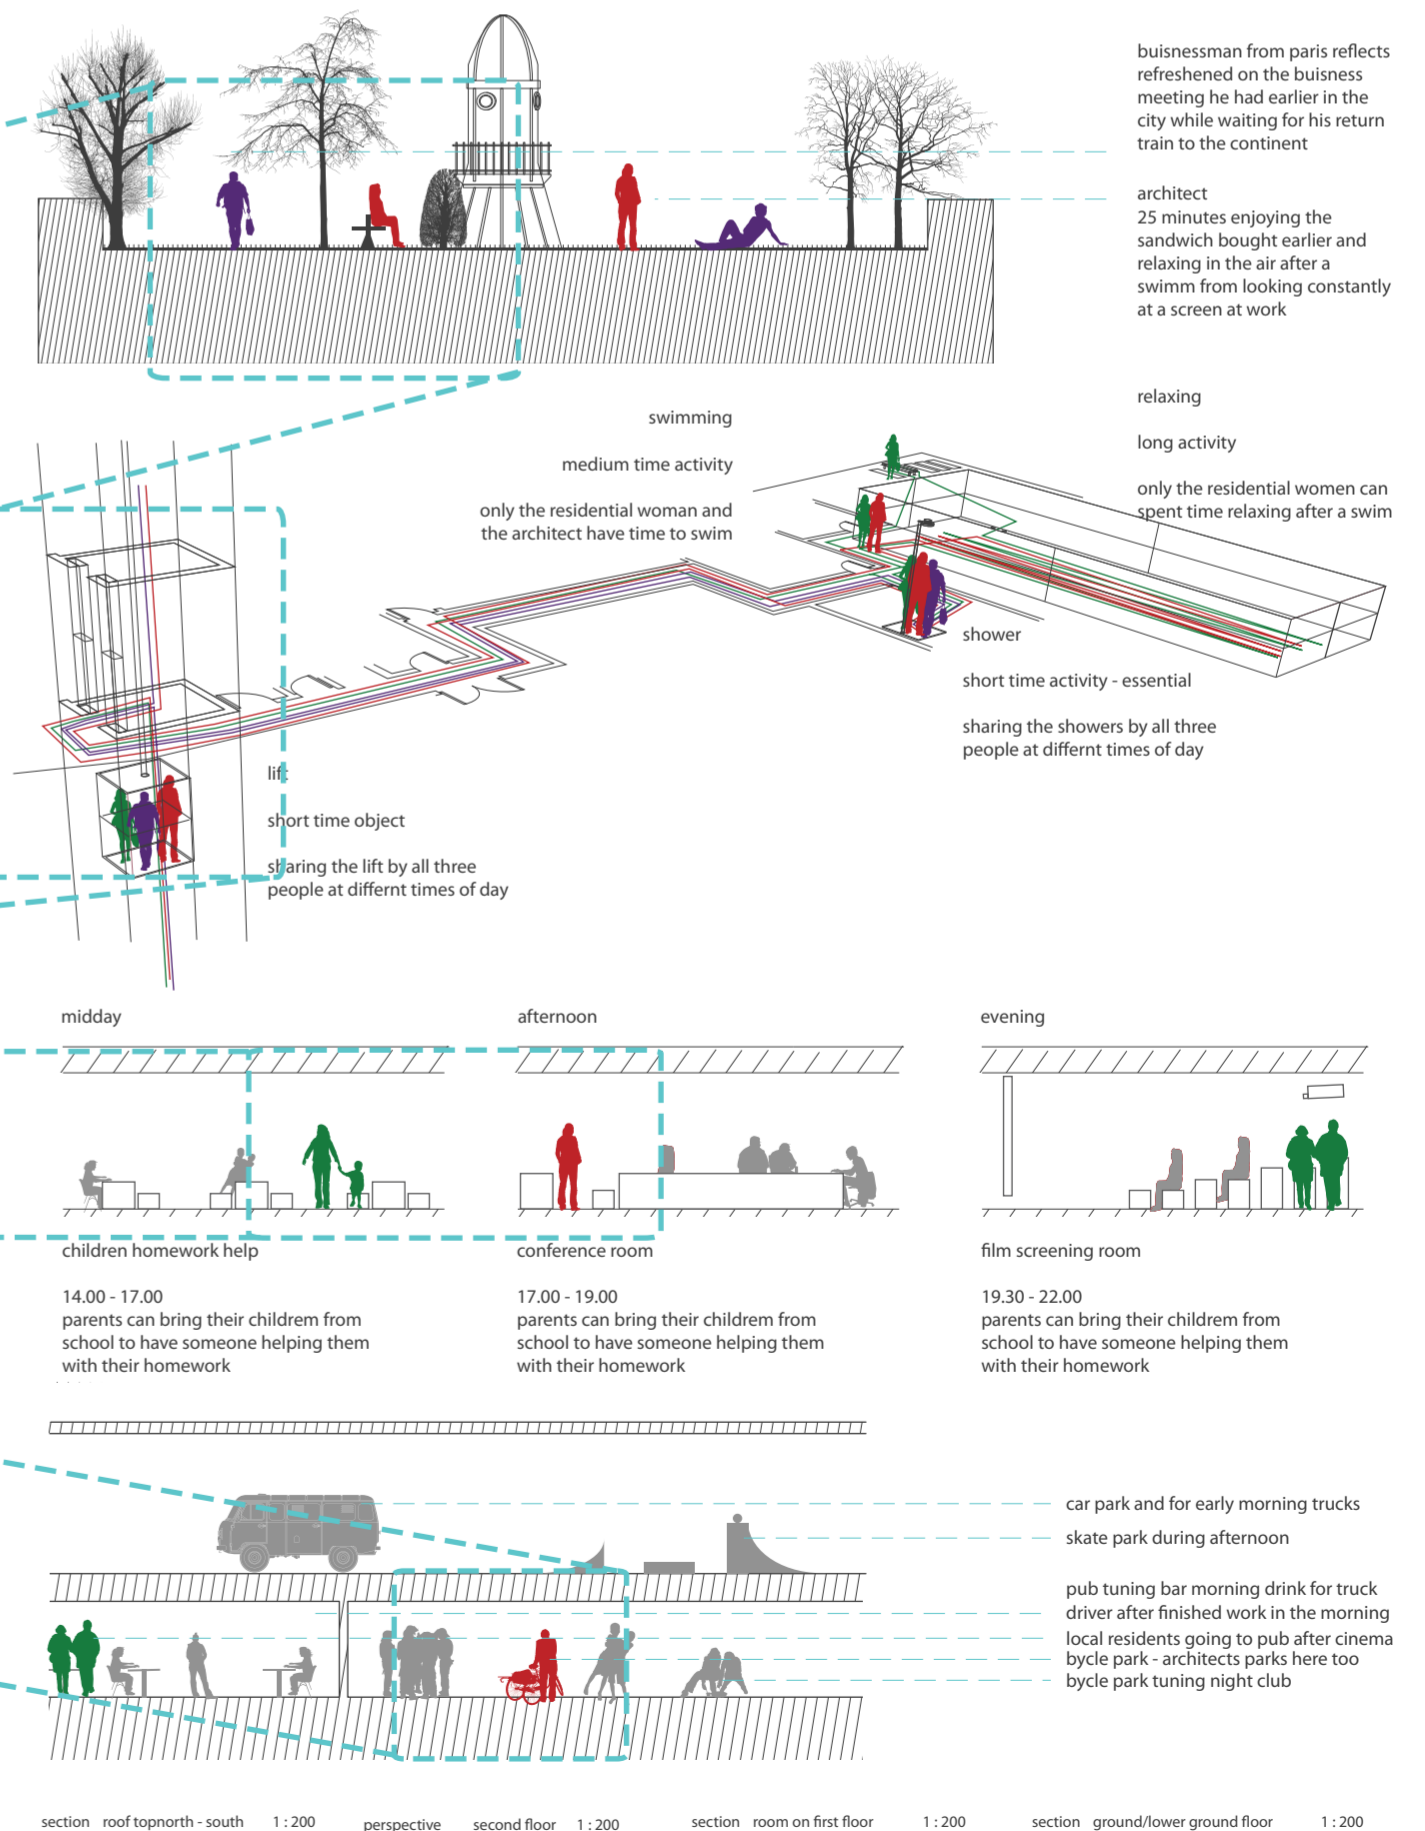 buisnessman from paris reflects
refreshened on the buisness
meeting he had earlier in the
city while waiting for his return
train to the continent
architect
25 minutes enjoying the
sandwich bought earlier and
relaxing in the air after a
swimm from looking constantly
at a screen at work
swimming
medium time activity
only the residential woman and
the architect have time to swim
relaxing
long activity
only the residential women can
spent time relaxing after a swim
shower
short time activity - essential
sharing the showers by all three
people at differnt times of day
lift
short time object
sharing the lift by all three
people at differnt times of day
midday
afternoon
evening
children homework help
14.00 - 17.00
parents can bring their childrem from
school to have someone helping them
with their homework
conference room
17.00 - 19.00
parents can bring their childrem from
school to have someone helping them
with their homework
film screening room
19.30 - 22.00
parents can bring their childrem from
school to have someone helping them
with their homework
car park and for early morning trucks
skate park during afternoon
pub tuning bar morning drink for truck
driver after finished work in the morning
local residents going to pub after cinema
bycle park - architects parks here too
bycle park tuning night club
section roof topnorth - south 1 : 200
perspective second floor 1 : 200
section room on first floor 1 : 200
section ground/lower ground floor 1 : 200